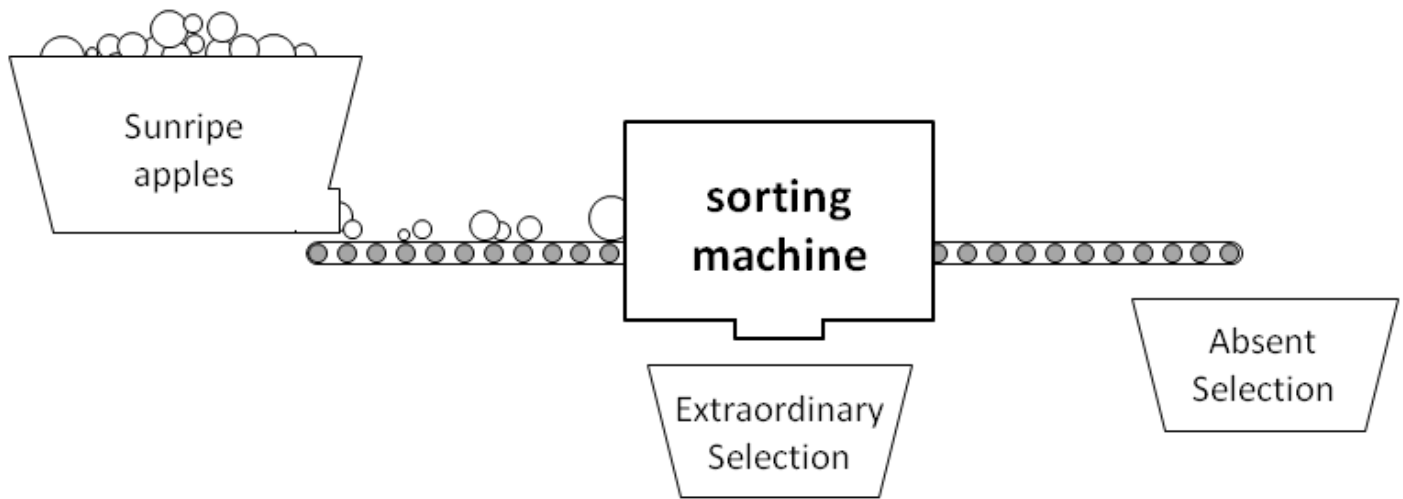 Sunripe
apples
sorting
machine
Extraordinary
Selection
Absent
Selection